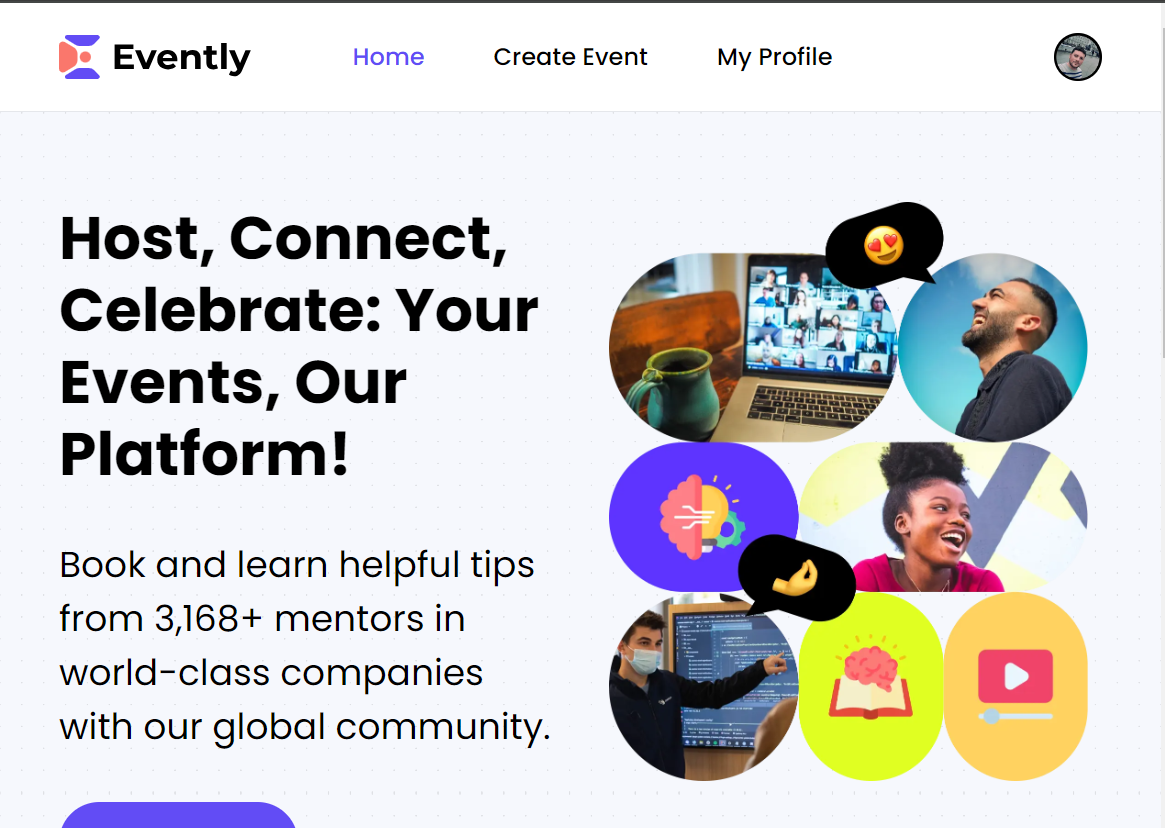 Evently
Home
Create Event
My Profile
Host, Connect,
Celebrate: Your
Events, Our
Platform!
Book and learn helpful tips
from 3,168+ mentors in
world-class companies
with our global community.